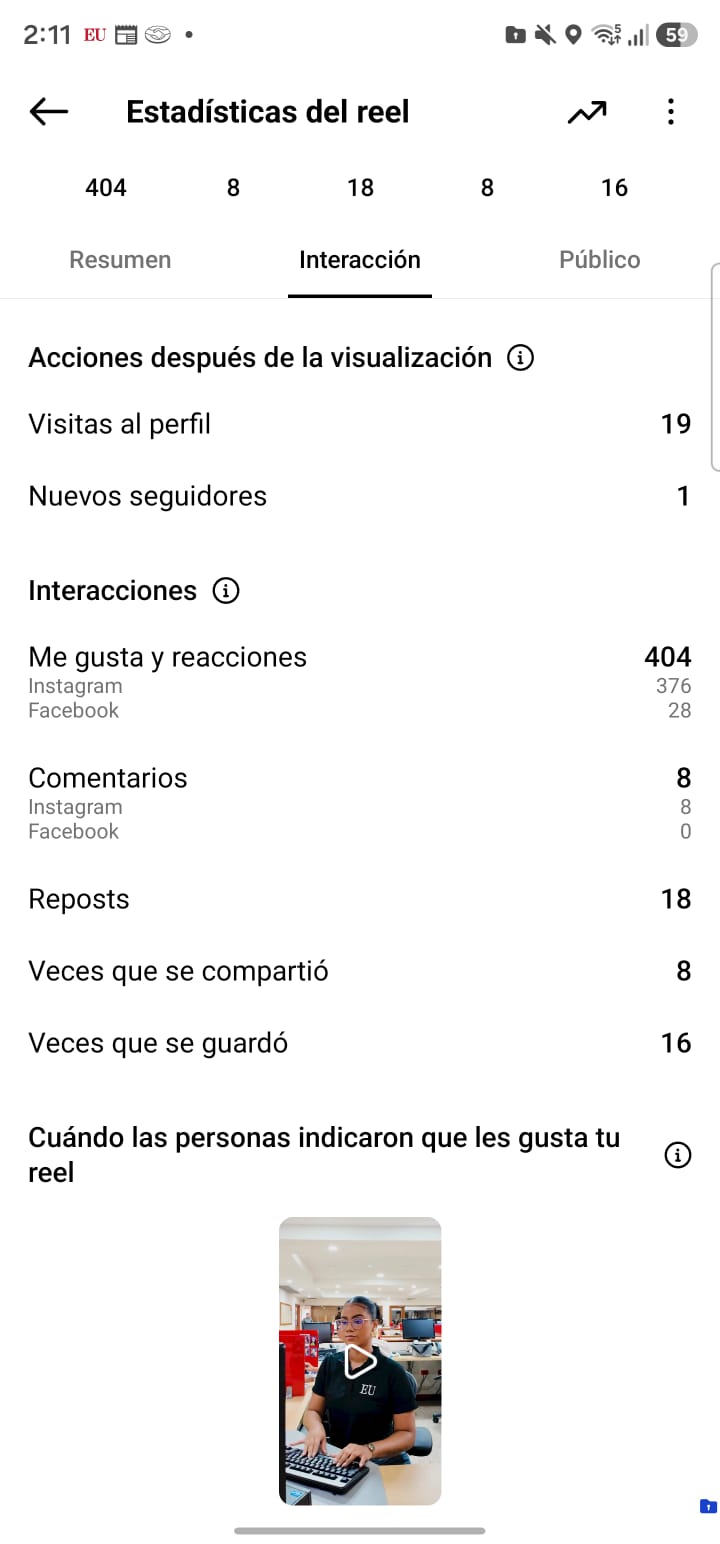 2:11 EU 59
Estadísticas del reel
404 8 18 8 16
Resumen Interacción Público
Acciones después de la visualización
Visitas al perfil 19
Nuevos seguidores 1
Interacciones
Me gusta y reacciones 404
Instagram 376
Facebook 28
Comentarios 8
Instagram 8
Facebook 0
Reposts 18
Veces que se compartió 8
Veces que se guardó 16
Cuándo las personas indicaron que les gusta tu
reel
EU